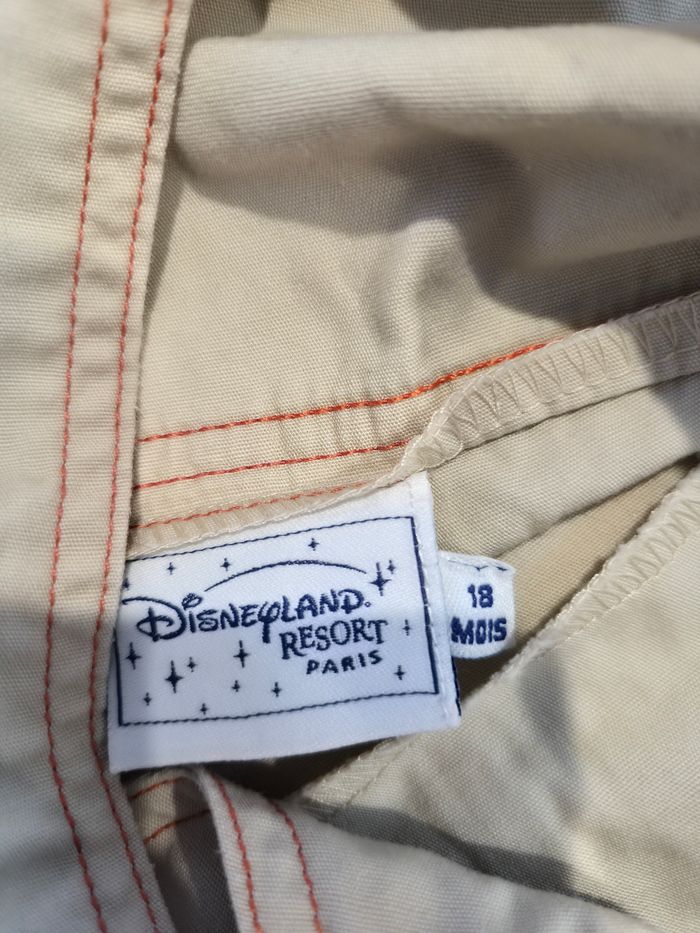 DISNEYLAND.
RESORT
PARIS
18
MOIS